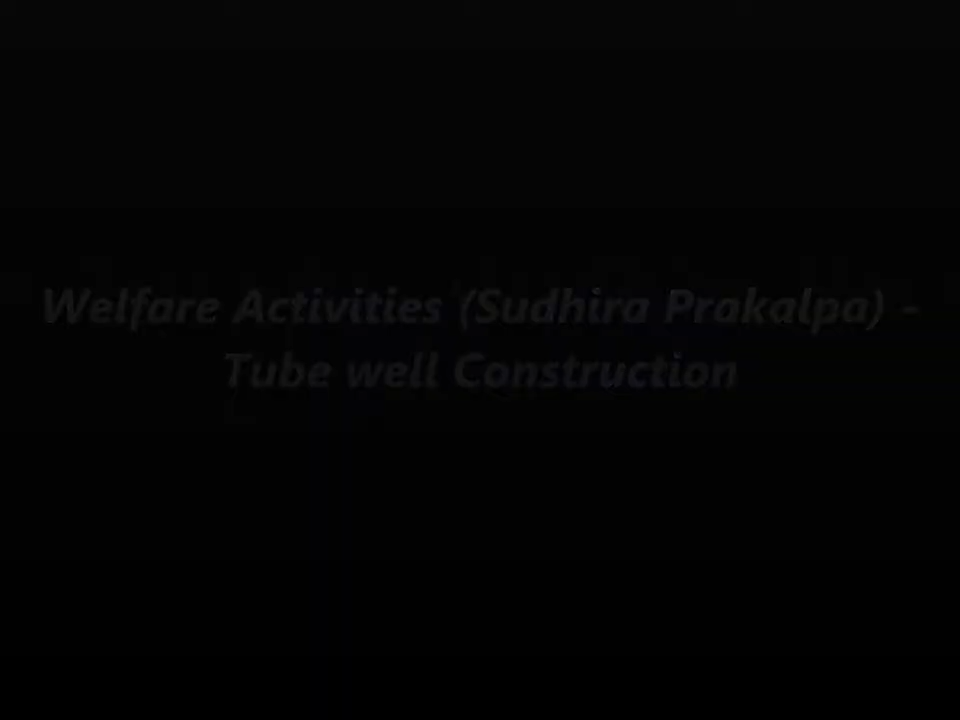 Welfare Activities (Sudhira Prakalpa) -
Tube well Construction